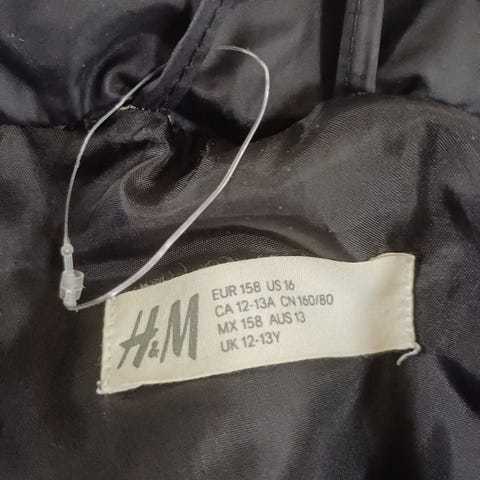 H&M
EUR 158 US 16
CA 12-13A CN 160/80
MX 158 AUS 13
UK 12-13Y